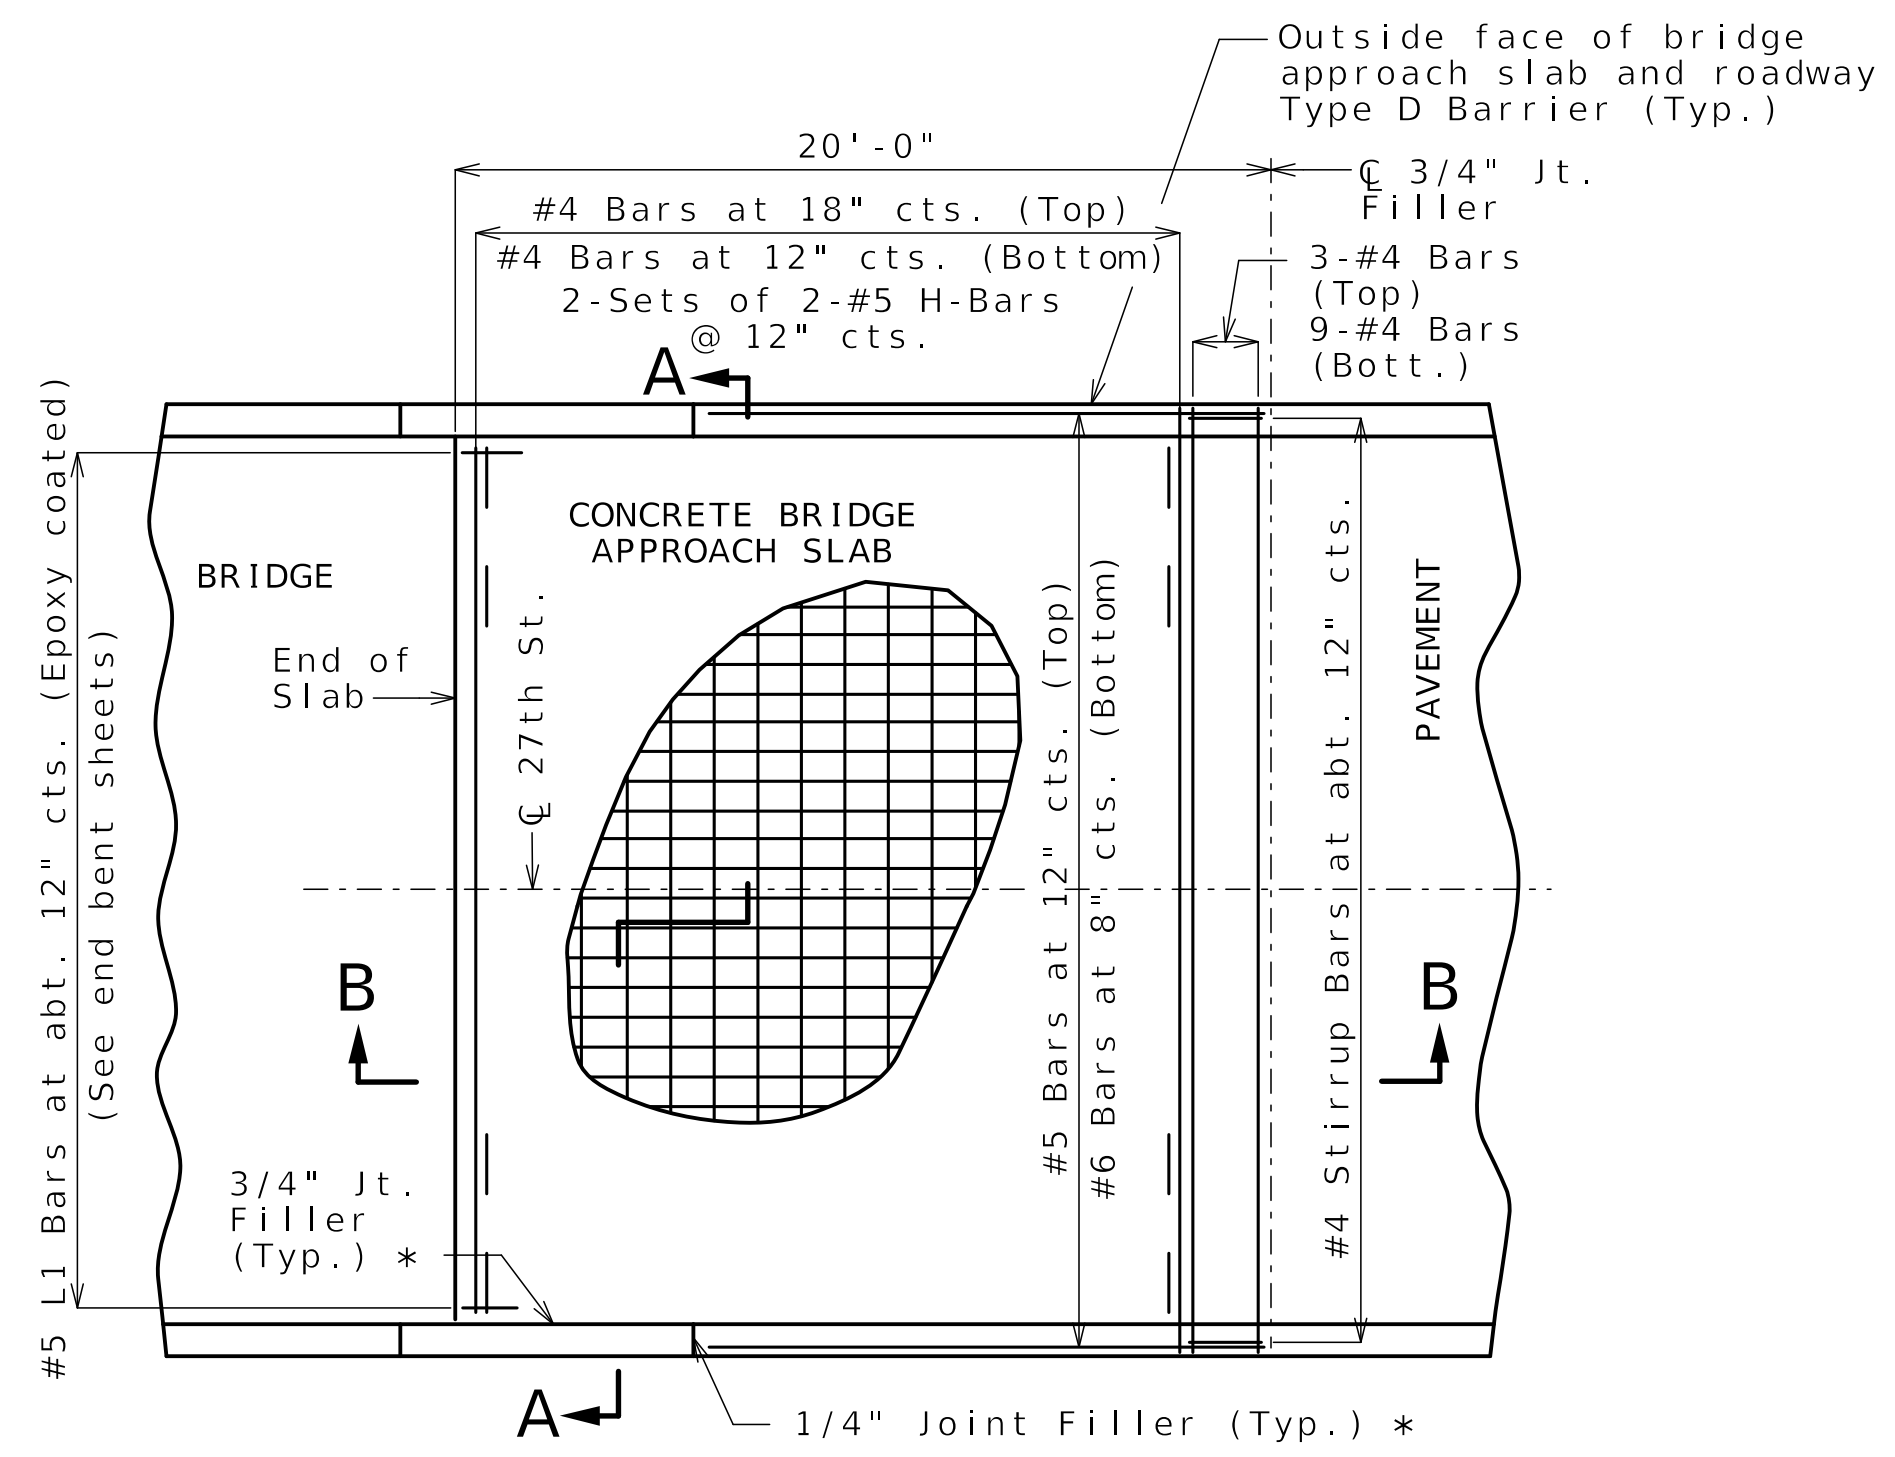 Outside face of bridge
approach slab and roadway
Type D Barrier (Typ.)
20'-0"
℄ 3/4" Jt.
Filler
#4 Bars at 18" cts. (Top)
#4 Bars at 12" cts. (Bottom)
2-Sets of 2-#5 H-Bars
@ 12" cts.
3-#4 Bars
(Top)
9-#4 Bars
(Bott.)
A
#5 L1 Bars at abt. 12" cts. (Epoxy coated)
(See end bent sheets)
BRIDGE
CONCRETE BRIDGE
APPROACH SLAB
End of
Slab
℄ 27th St.
#5 Bars at 12" cts. (Top)
#6 Bars at 8" cts. (Bottom)
#4 Stirrup Bars at abt. 12" cts.
PAVEMENT
B
B
3/4" Jt.
Filler
(Typ.) *
A
1/4" Joint Filler (Typ.) *